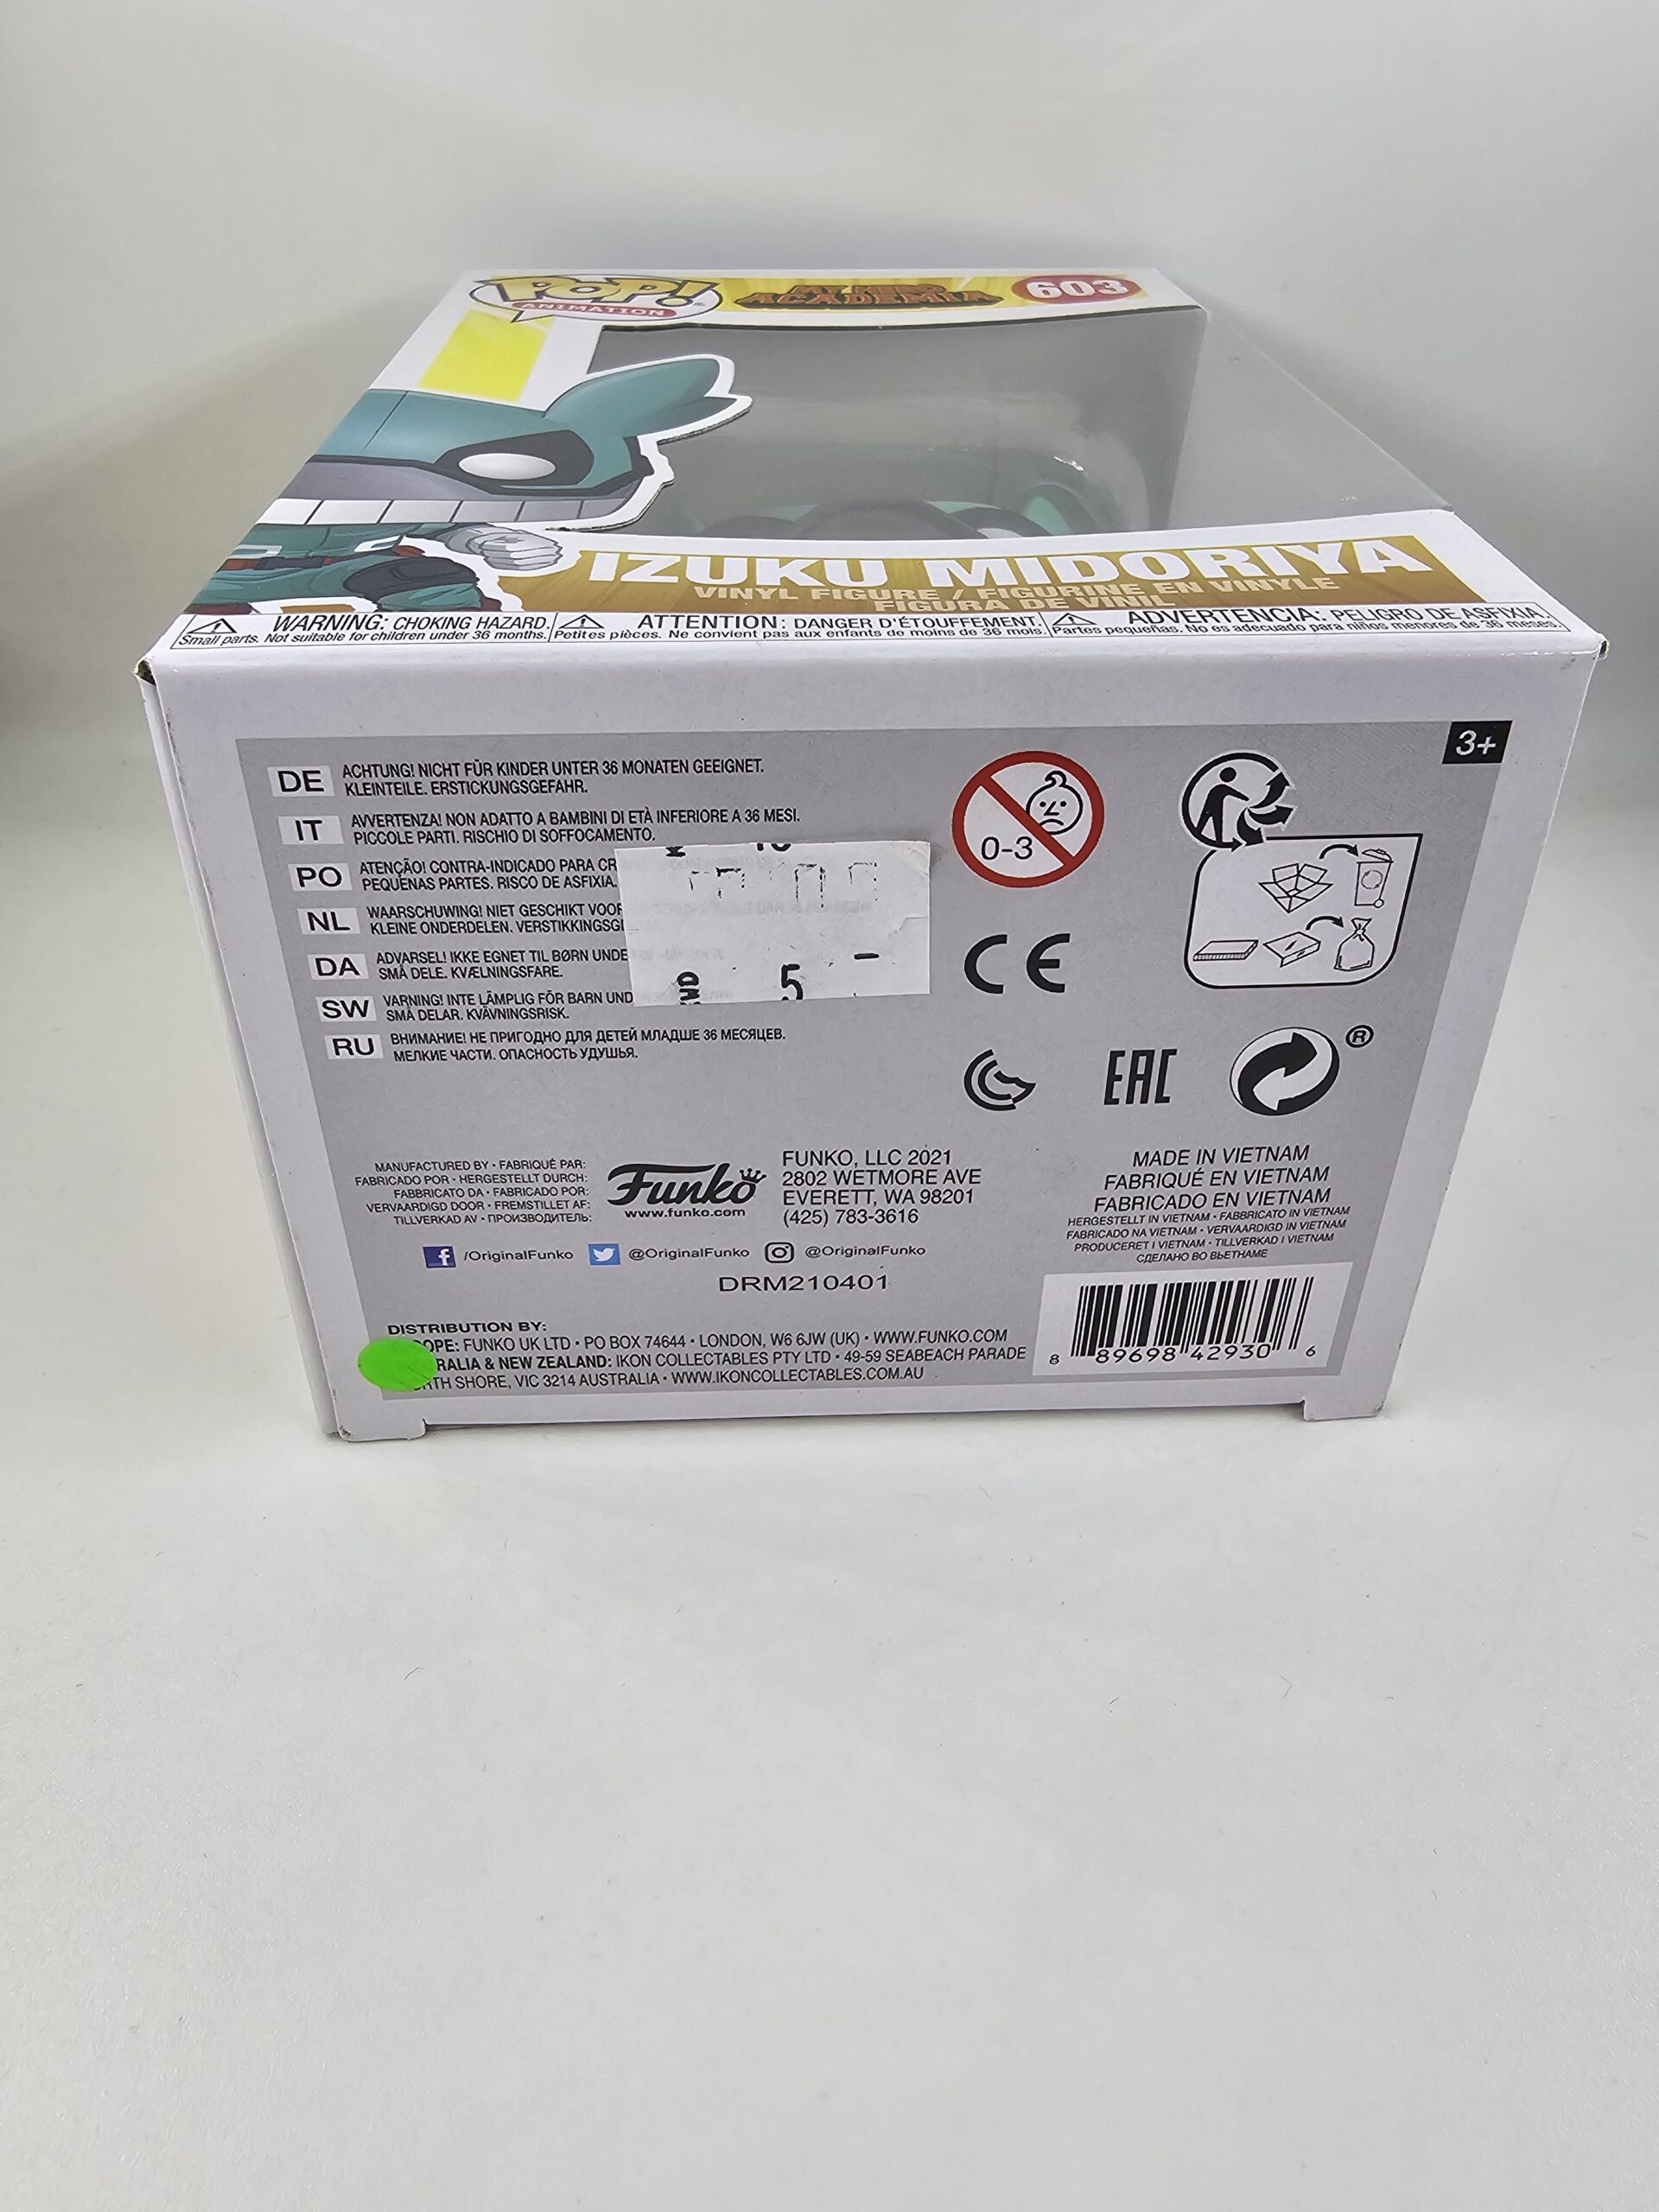 POP!
ANIMATION
MY HERO
ACADEMIA
603
IZUKU MIDORIYA
VINYL FIGURE / FIGURINE EN VINYLE
FIGURA DE VINIL
WARNING: CHOKING HAZARD.
Small parts. Not suitable for children under 36 months.
ATTENTION: DANGER D'ÉTOUFFEMENT.
Petites pièces. Ne convient pas aux enfants de moins de 36 mois.
ADVERTENCIA: PELIGRO DE ASFIXIA.
Partes pequeñas. No es adecuado para niños menores de 36 meses.
3+
DE ACHTUNG! NICHT FÜR KINDER UNTER 36 MONATEN GEEIGNET.
KLEINTEILE. ERSTICKUNGSGEFAHR.
IT AVVERTENZA! NON ADATTO A BAMBINI DI ETÀ INFERIORE A 36 MESI.
PICCOLE PARTI. RISCHIO DI SOFFOCAMENTO.
PO ATENÇÃO! CONTRA-INDICADO PARA CR
PEQUENAS PARTES. RISCO DE ASFIXIA.
NL WAARSCHUWING! NIET GESCHIKT VOOR
KLEINE ONDERDELEN. VERSTIKKINGSG
DA ADVARSEL! IKKE EGNET TIL BØRN UNDE
SMÅ DELE. KVÆLNINGSFARE.
SW VARNING! INTE LÄMPLIG FÖR BARN UND
SMÅ DELAR. KVÄVNINGSRISK.
RU ВНИМАНИЕ! НЕ ПРИГОДНО ДЛЯ ДЕТЕЙ МЛАДШЕ 36 МЕСЯЦЕВ.
МЕЛКИЕ ЧАСТИ. ОПАСНОСТЬ УДУШЬЯ.
5 -
0-3
CE
EAC
®
MANUFACTURED BY • FABRIQUÉ PAR:
FABRICADO POR • HERGESTELLT DURCH:
FABBRICATO DA • FABRICADO POR:
VERVAARDIGD DOOR • FREMSTILLET AF:
TILLVERKAD AV • ПРОИЗВОДИТЕЛЬ:
Funko
www.funko.com
FUNKO, LLC 2021
2802 WETMORE AVE
EVERETT, WA 98201
(425) 783-3616
MADE IN VIETNAM
FABRIQUÉ EN VIETNAM
FABRICADO EN VIETNAM
HERGESTELLT IN VIETNAM • FABBRICATO IN VIETNAM
FABRICADO NA VIETNAM • VERVAARDIGD IN VIETNAM
PRODUCERET I VIETNAM • TILLVERKAD I VIETNAM
СДЕЛАНО ВО ВЬЕТНАМЕ
/OriginalFunko @OriginalFunko @OriginalFunko
DRM210401
DISTRIBUTION BY:
OPE: FUNKO UK LTD • PO BOX 74644 • LONDON, W6 6JW (UK) • WWW.FUNKO.COM
RALIA & NEW ZEALAND: IKON COLLECTABLES PTY LTD • 49-59 SEABEACH PARADE
RTH SHORE, VIC 3214 AUSTRALIA • WWW.IKONCOLLECTABLES.COM.AU
8 89698 42930 6